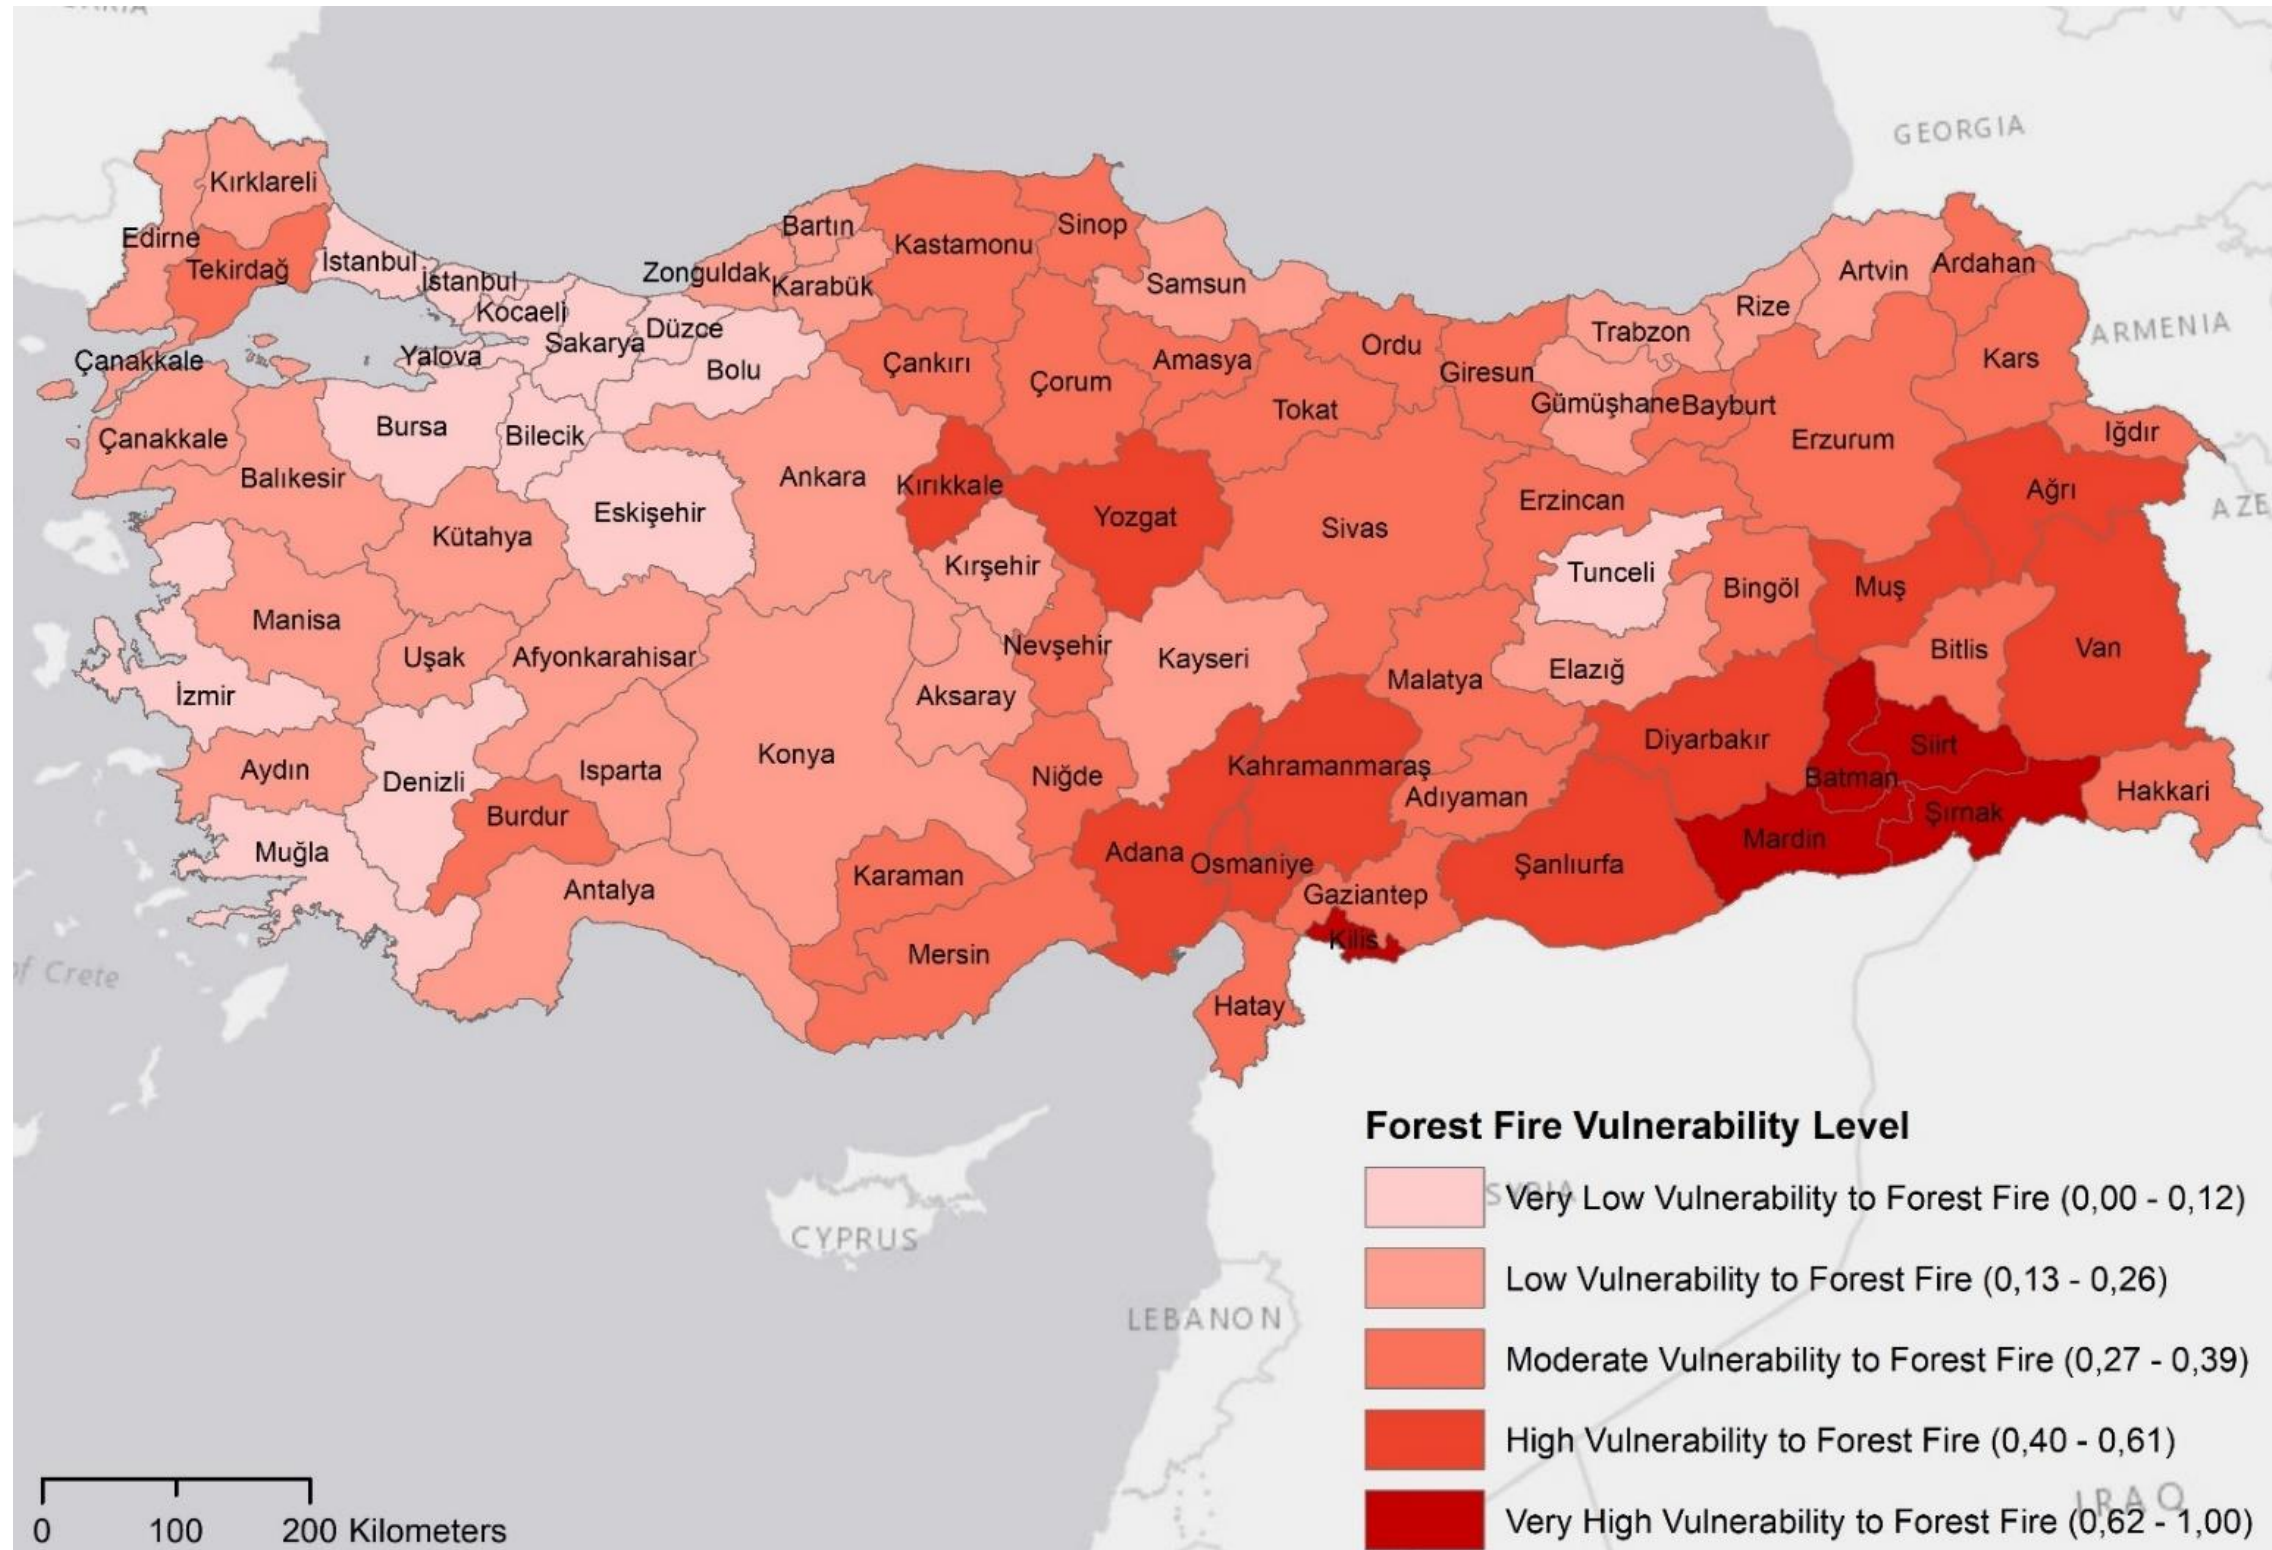 GEORGIA
Kırklareli
Bartın
Sinop
Edirne
Kastamonu
Tekirdağ
İstanbul
İstanbul
Zonguldak
Karabük
Samsun
Artvin
Ardahan
Kocaeli
Rize
ARMENIA
Düzce
Trabzon
Sakarya
Yalova
Çanakkale
Bolu
Çankırı
Amasya
Ordu
Kars
Çorum
Giresun
Tokat
Gümüşhane
Bayburt
Çanakkale
Bursa
Bilecik
Erzurum
Iğdır
Balıkesir
Ankara
Kırıkkale
Ağrı
AZE
Erzincan
Eskişehir
Yozgat
Sivas
Kütahya
Kırşehir
Tunceli
Bingöl
Muş
Manisa
Nevşehir
Uşak
Afyonkarahisar
Kayseri
Elazığ
Bitlis
Van
Malatya
İzmir
Aksaray
Diyarbakır
Siirt
Konya
Aydın
Denizli
Isparta
Niğde
Kahramanmaraş
Batman
Adıyaman
Hakkari
Burdur
Şırnak
Mardin
Muğla
Adana
Osmaniye
Şanlıurfa
Karaman
Antalya
Gaziantep
Kilis
Mersin
of Crete
Hatay
Forest Fire Vulnerability Level
SYRIA
Very Low Vulnerability to Forest Fire (0,00 - 0,12)
CYPRUS
Low Vulnerability to Forest Fire (0,13 - 0,26)
LEBANON
Moderate Vulnerability to Forest Fire (0,27 - 0,39)
High Vulnerability to Forest Fire (0,40 - 0,61)
IRAQ
Very High Vulnerability to Forest Fire (0,62 - 1,00)
0 100 200 Kilometers